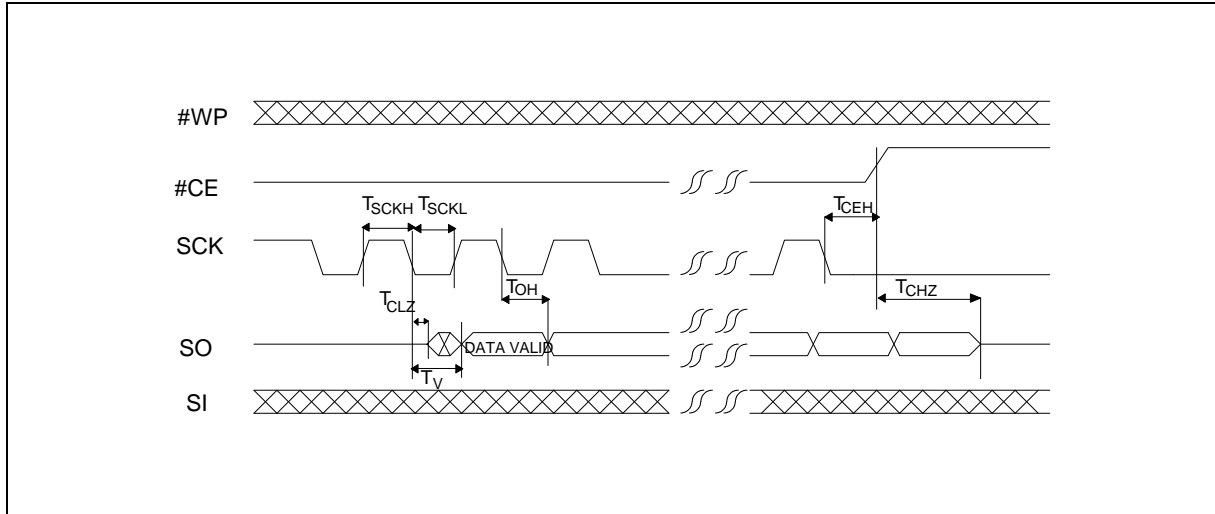 #WP
#CE
TSCKH TSCKL TCEH
SCK
TCLZ TOH TCHZ
SO DATA VALID
TV
SI